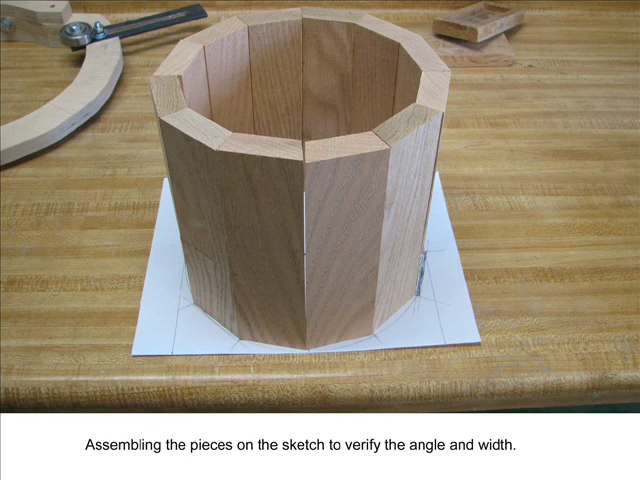 Assembling the pieces on the sketch to verify the angle and width.